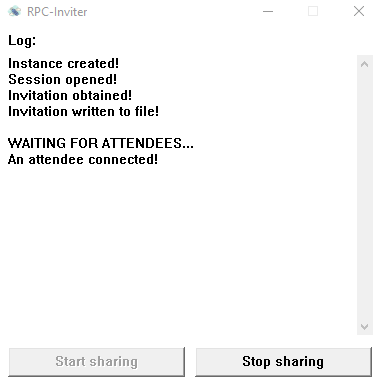 RPC-Inviter
Log:
Instance created!
Session opened!
Invitation obtained!
Invitation written to file!
WAITING FOR ATTENDEES...
An attendee connected!
Start sharing
Stop sharing